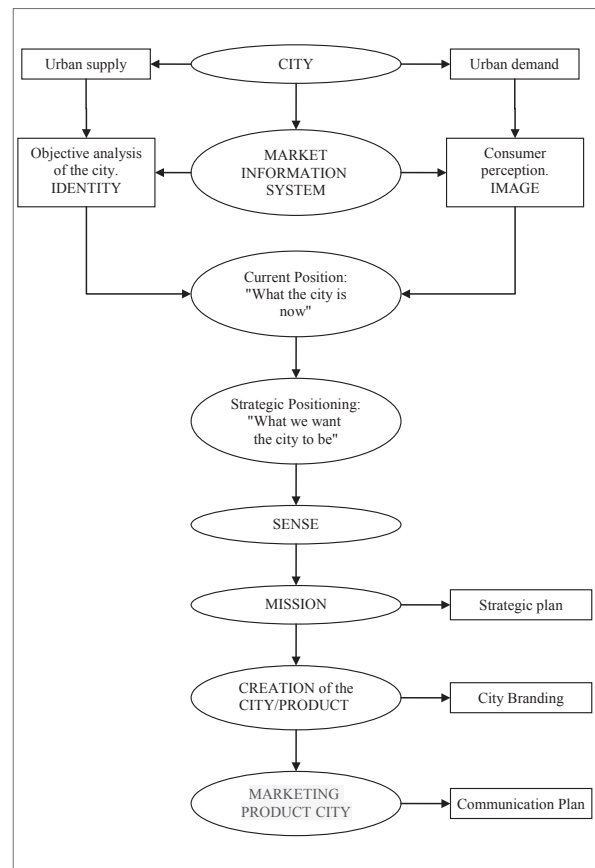 Urban supply
CITY
Urban demand
Objective analysis
of the city.
IDENTITY
MARKET
INFORMATION
SYSTEM
Consumer
perception.
IMAGE
Current Position:
"What the city is
now"
Strategic Positioning:
"What we want
the city to be"
SENSE
MISSION
Strategic plan
CREATION of the
CITY/PRODUCT
City Branding
MARKETING
PRODUCT CITY
Communication Plan